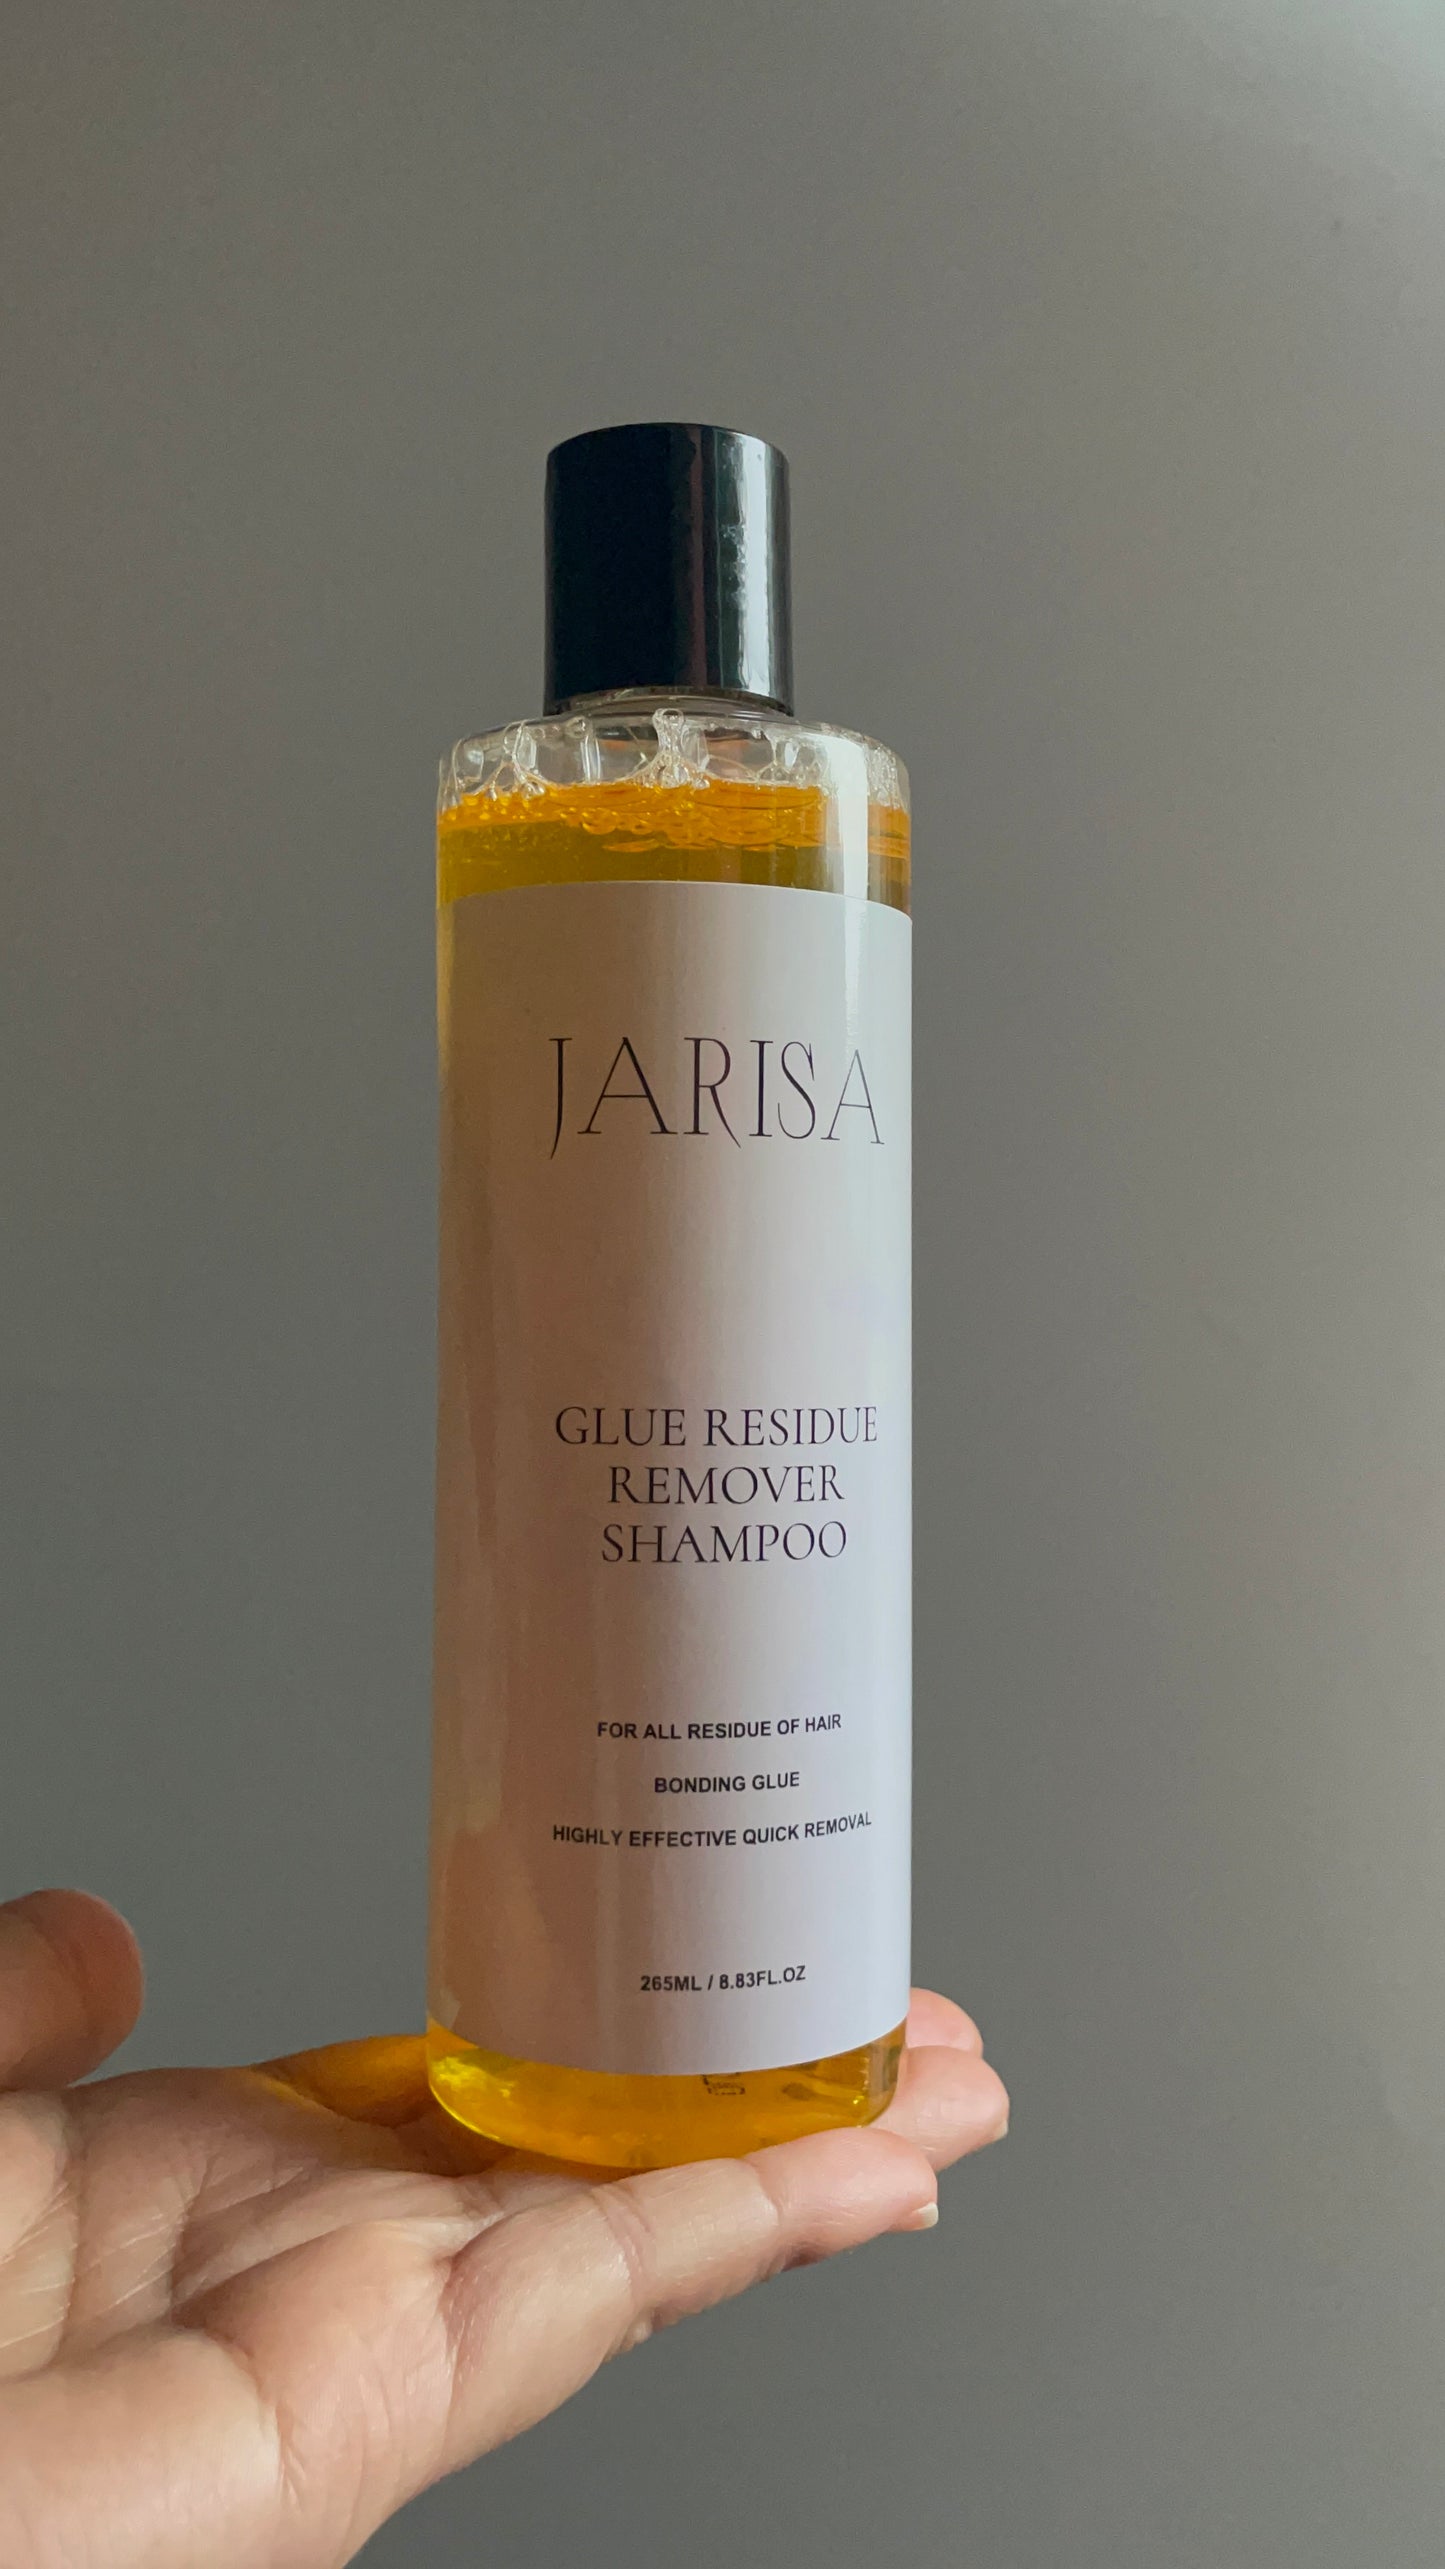 JARISA
GLUE RESIDUE
REMOVER
SHAMPOO
FOR ALL RESIDUE OF HAIR
BONDING GLUE
HIGHLY EFFECTIVE QUICK REMOVAL
265ML / 8.83FL.OZ